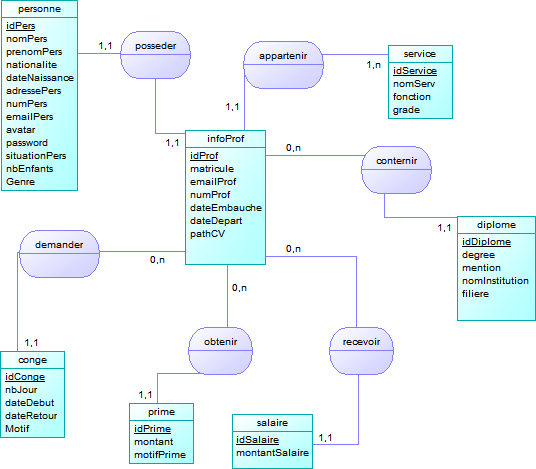 personne
idPers
nomPers
prenomPers
nationalite
dateNaissance
adressePers
numPers
emailPers
avatar
password
situationPers
nbEnfants
Genre
1,1
posseder
1,1
appartenir
1,n
1,1
service
idService
nomServ
fonction
grade
infoProf
idProf
matricule
emailProf
numProf
dateEmbauche
dateDepart
pathCV
0,n
conternir
1,1
diplome
idDiplome
degree
mention
nomInstitution
filiere
demander
0,n
1,1
conge
idConge
nbJour
dateDebut
dateRetour
Motif
0,n
obtenir
1,1
prime
idPrime
montant
motifPrime
0,n
recevoir
1,1
salaire
idSalaire
montantSalaire